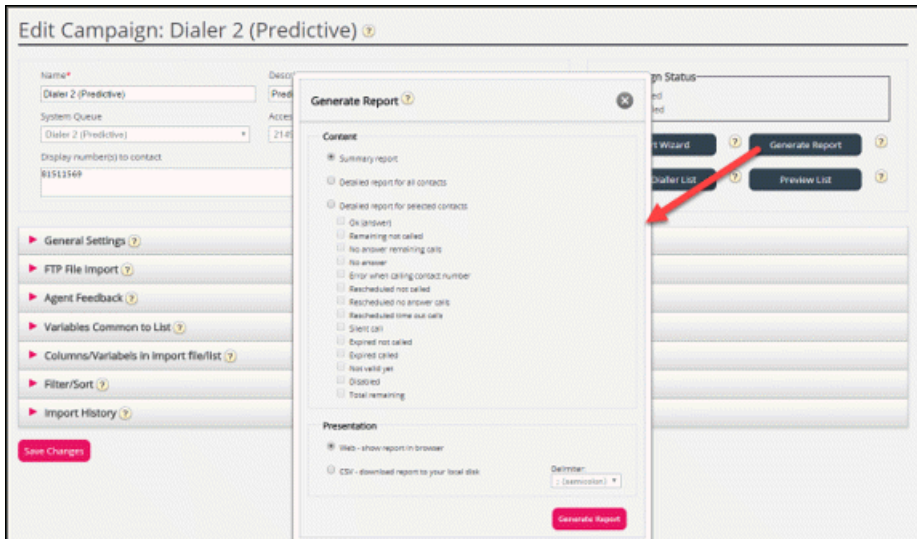 Edit Campaign: Dialer 2 (Predictive) ?
Name*
Dialer 2 (Predictive)
System Queue
Dialer 2 (Predictive)
Display number(s) to contact
81511569
Generate Report ?
Content
Summary report
Detailed report for all contacts
Detailed report for selected contacts
Ok (answer)
Remaining not called
No answer remaining calls
No answer
Error when calling contact number
Rescheduled not called
Rescheduled no answer calls
Rescheduled time out calls
Silent call
Expired not called
Expired called
Not valid yet
Disabled
Total remaining
Presentation
Web - show report in browser
CSV - download report to your local disk
Delimiter:
; (semicolon)
Generate Report
Status
Wizard ?
Generate Report ?
Dialler List ?
Preview List ?
General Settings ?
FTP File Import ?
Agent Feedback ?
Variables Common to List ?
Columns/Variabels in import file/list ?
Filter/Sort ?
Import History ?
Save Changes